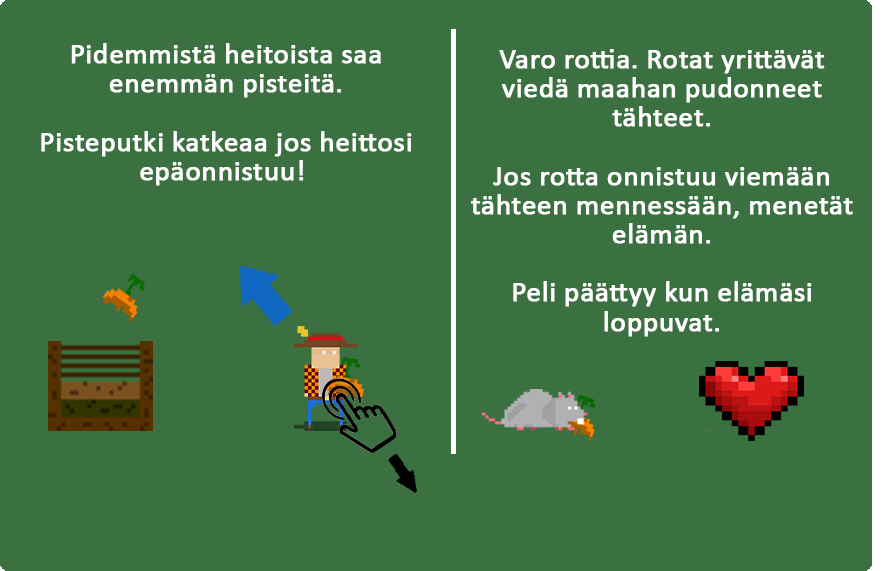 Pidemmistä heitoista saa
enemmän pisteitä.
Pisteputki katkeaa jos heittosi
epäonnistuu!
Varo rottia. Rotat yrittävät
viedä maahan pudonneet
tähteet.
Jos rotta onnistuu viemään
tähteen mennessään, menetät
elämän.
Peli päättyy kun elämäsi
loppuvat.